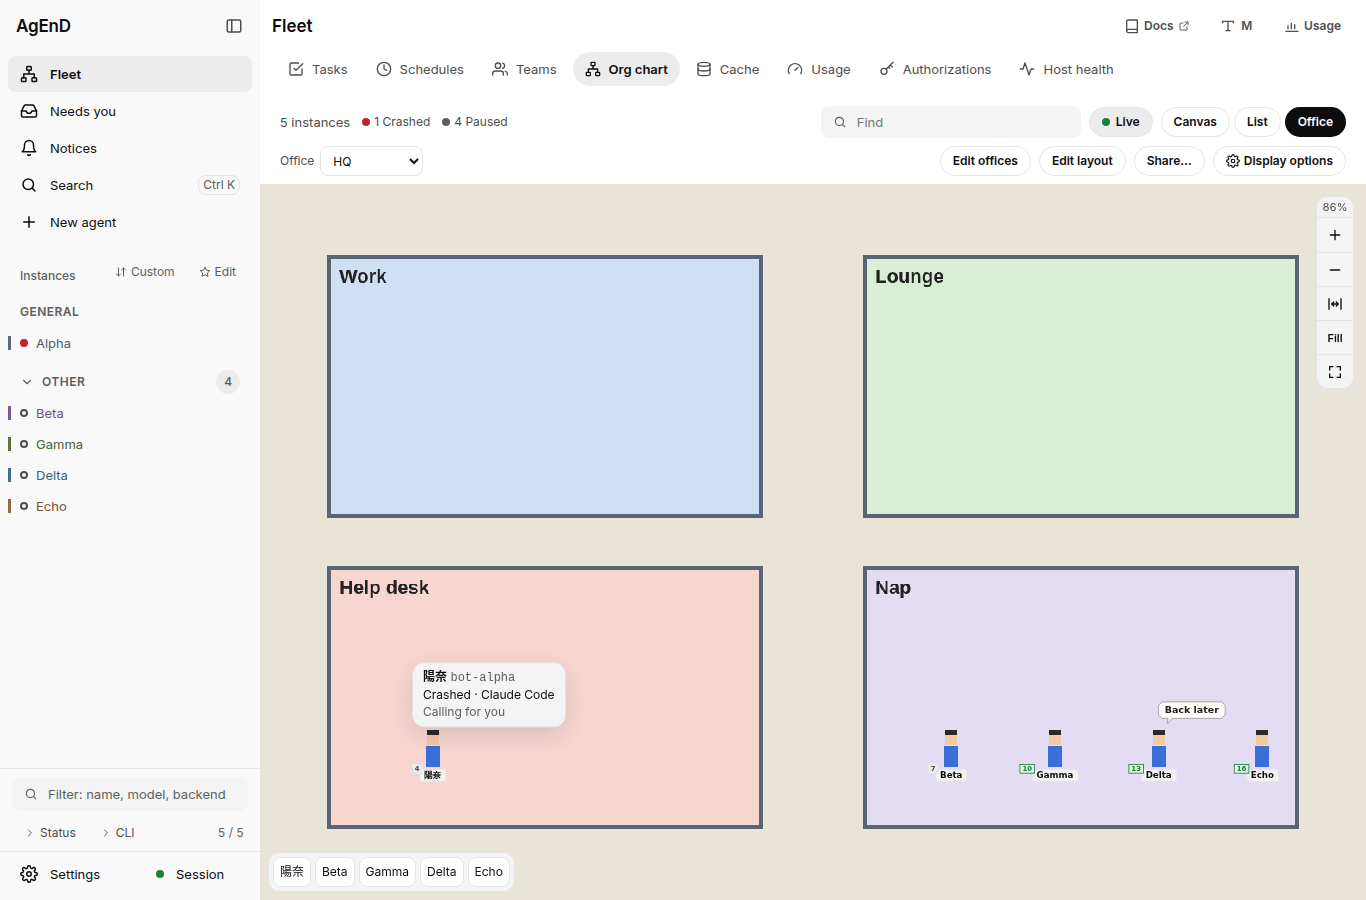 AgEnD
Fleet
Needs you
Notices
Search
Ctrl K
New agent
Instances
Custom
Edit
GENERAL
Alpha
OTHER
4
Beta
Gamma
Delta
Echo
Filter: name, model, backend
Status
CLI
5 / 5
Settings
Session
Fleet
Docs
M
Usage
Tasks
Schedules
Teams
Org chart
Cache
Usage
Authorizations
Host health
5 instances
1 Crashed
4 Paused
Find
Live
Canvas
List
Office
Office
HQ
Edit offices
Edit layout
Share...
Display options
86%
Fill
Work
Lounge
Help desk
陽奈 bot-alpha
Crashed · Claude Code
Calling for you
4
陽奈
Nap
Back later
7
Beta
10
Gamma
13
Delta
16
Echo
陽奈
Beta
Gamma
Delta
Echo